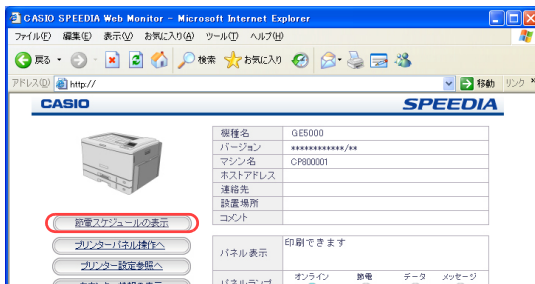 CASIO SPEEDIA Web Monitor - Microsoft Internet Explorer
ファイル(F) 編集(E) 表示(V) お気に入り(A) ツール(T) ヘルプ(H)
戻る 検索 お気に入り
アドレス(D) http:// 移動 リンク »
CASIO SPEEDIA
機種名 GE5000
バージョン ************/**
マシン名 CP800001
ホストアドレス
連絡先
設置場所
コメント
節電スケジュールの表示
プリンターパネル操作へ
プリンター設定参照へ
パネル表示 印刷できます
パネルランプ オンライン 節電 データ メッセージ